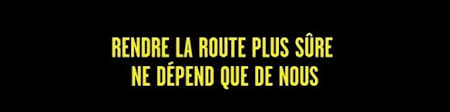 RENDRE LA ROUTE PLUS SÛRE
NE DÉPEND QUE DE NOUS